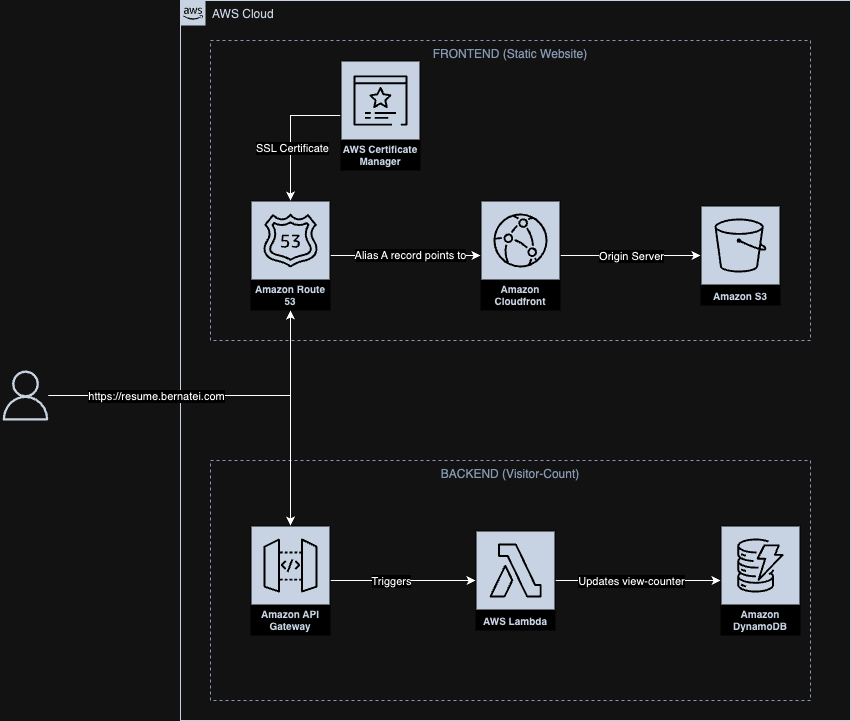 aws
AWS Cloud
FRONTEND (Static Website)
AWS Certificate
Manager
SSL Certificate
53
Amazon Route
53
Alias A record points to
Amazon
Cloudfront
Origin Server
Amazon S3
https://resume.bernatei.com
BACKEND (Visitor-Count)
</>
Amazon API
Gateway
Triggers
AWS Lambda
Updates view-counter
Amazon
DynamoDB